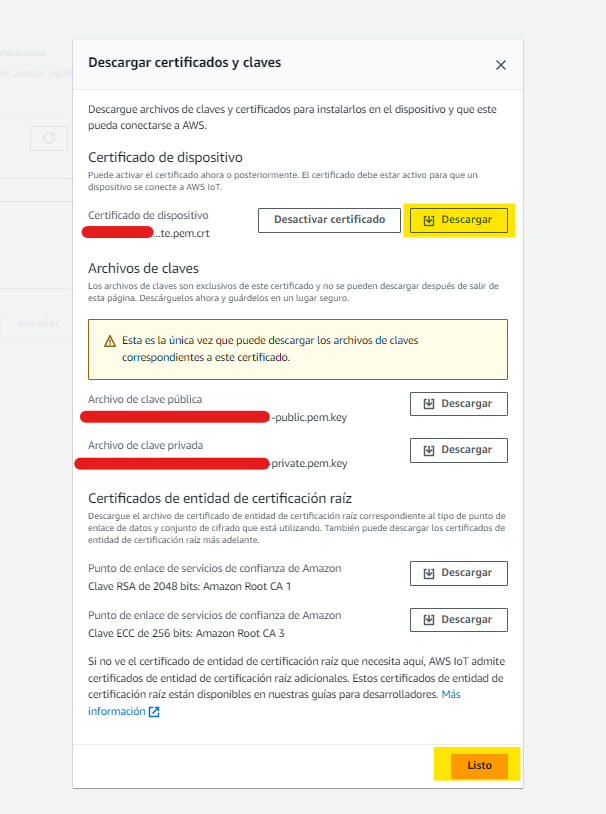 nformación
Al asociar políti
Anterior
Descargar certificados y claves
Descargue archivos de claves y certificados para instalarlos en el dispositivo y que este
pueda conectarse a AWS.
Certificado de dispositivo
Puede activar el certificado ahora o posteriormente. El certificado debe estar activo para que un
dispositivo se conecte a AWS IoT.
Certificado de dispositivo
...te.pem.crt
Desactivar certificado
Descargar
Archivos de claves
Los archivos de claves son exclusivos de este certificado y no se pueden descargar después de salir de
esta página. Descárguelos ahora y guárdelos en un lugar seguro.
Esta es la única vez que puede descargar los archivos de claves
correspondientes a este certificado.
Archivo de clave pública
-public.pem.key
Descargar
Archivo de clave privada
-private.pem.key
Descargar
Certificados de entidad de certificación raíz
Descargue el archivo de certificado de entidad de certificación raíz correspondiente al tipo de punto de
enlace de datos y conjunto de cifrado que está utilizando. También puede descargar los certificados de
entidad de certificación raíz más adelante.
Punto de enlace de servicios de confianza de Amazon
Clave RSA de 2048 bits: Amazon Root CA 1
Descargar
Punto de enlace de servicios de confianza de Amazon
Clave ECC de 256 bits: Amazon Root CA 3
Descargar
Si no ve el certificado de entidad de certificación raíz que necesita aquí, AWS IoT admite
certificados de entidad de certificación raíz adicionales. Estos certificados de entidad de
certificación raíz están disponibles en nuestras guías para desarrolladores. Más
información
Listo